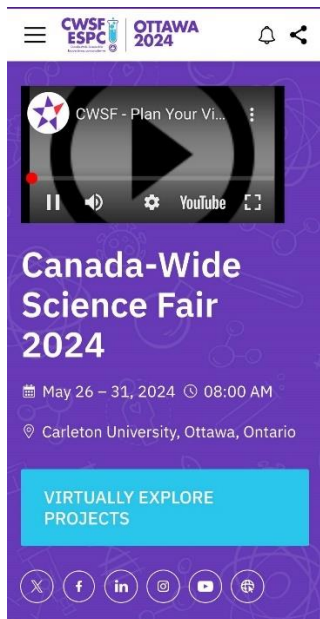 CWSF
ESPC
OTTAWA
2024
CWSF - Plan Your Vi...
YouTube
Canada-Wide
Science Fair
2024
May 26 – 31, 2024 08:00 AM
Carleton University, Ottawa, Ontario
VIRTUALLY EXPLORE
PROJECTS